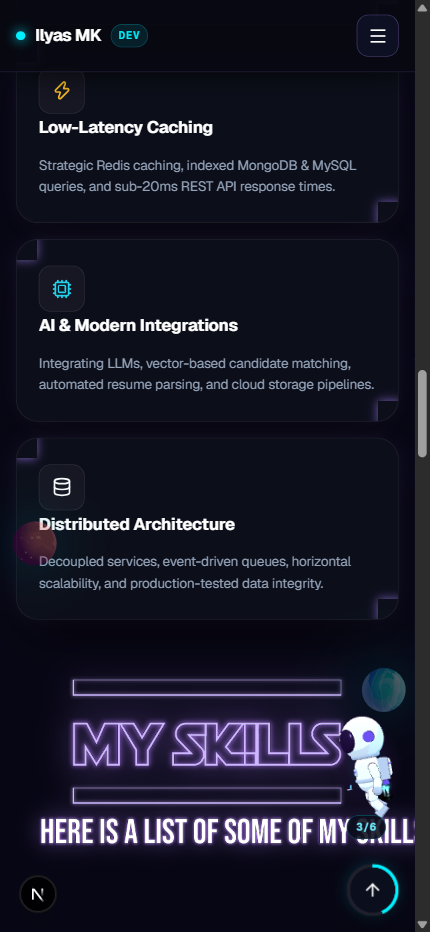 Ilyas MK DEV
Low-Latency Caching
Strategic Redis caching, indexed MongoDB & MySQL
queries, and sub-20ms REST API response times.
AI & Modern Integrations
Integrating LLMs, vector-based candidate matching,
automated resume parsing, and cloud storage pipelines.
Distributed Architecture
Decoupled services, event-driven queues, horizontal
scalability, and production-tested data integrity.
MY SKILLS
HERE IS A LIST OF SOME OF MY SKILLS
3/6
N